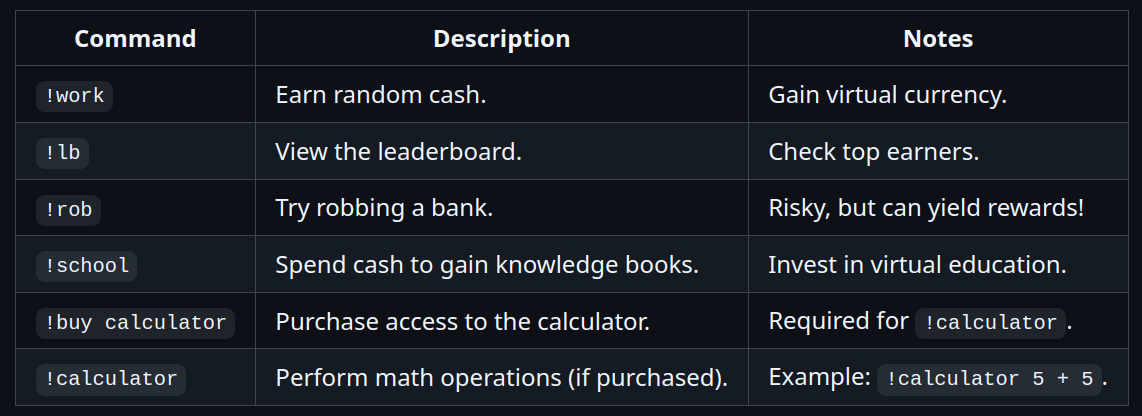 Command Description Notes
!work Earn random cash. Gain virtual currency.
!lb View the leaderboard. Check top earners.
!rob Try robbing a bank. Risky, but can yield rewards!
!school Spend cash to gain knowledge books. Invest in virtual education.
!buy calculator Purchase access to the calculator. Required for !calculator.
!calculator Perform math operations (if purchased). Example: !calculator 5 + 5.